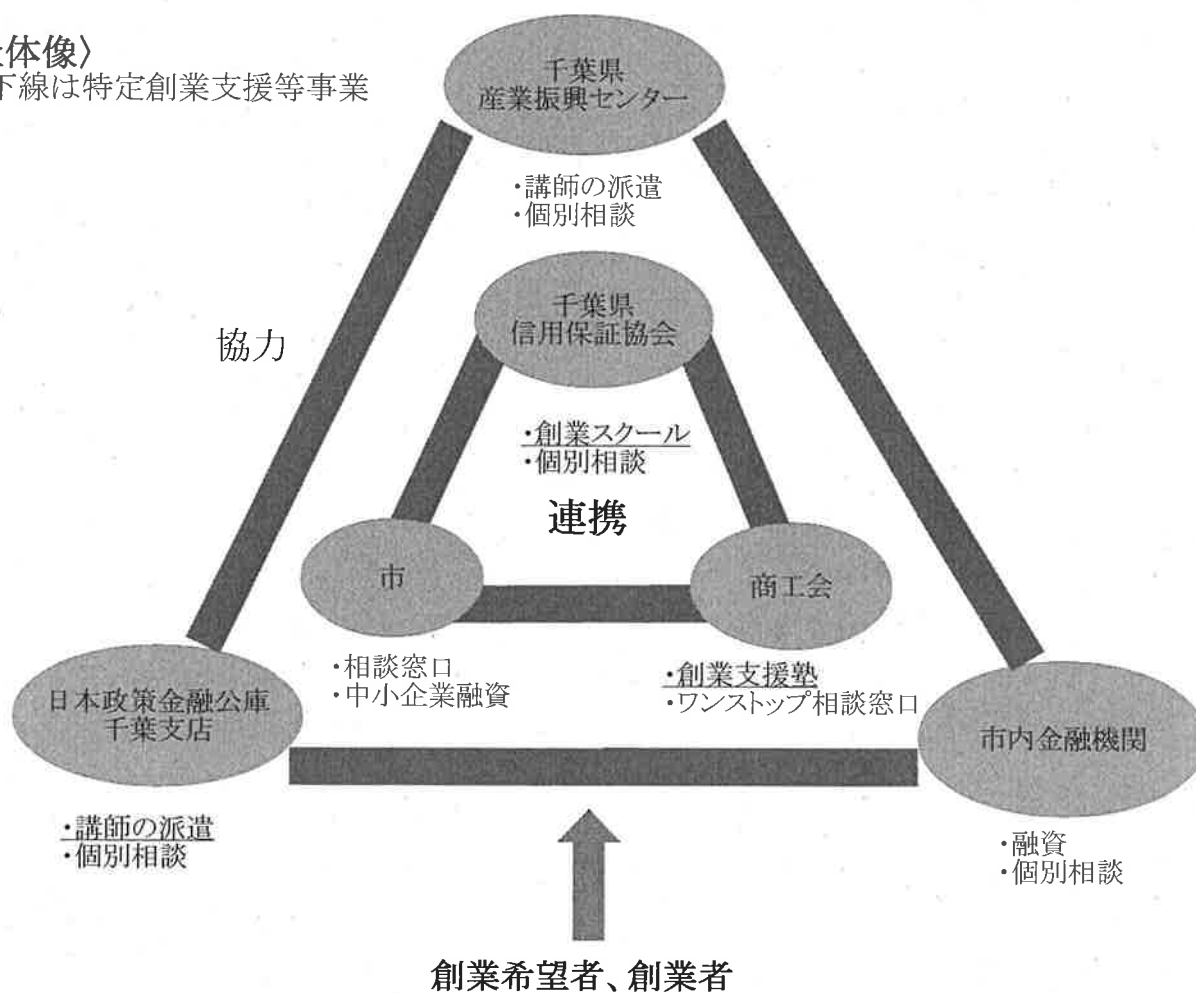 体像〉
下線は特定創業支援等事業
千葉県
産業振興センター
・講師の派遣
・個別相談
協力
千葉県
信用保証協会
・創業スクール
・個別相談
連携
市
商工会
・相談窓口
・中小企業融資
・創業支援塾
・ワンストップ相談窓口
日本政策金融公庫
千葉支店
市内金融機関
・講師の派遣
・個別相談
・融資
・個別相談
創業希望者、創業者